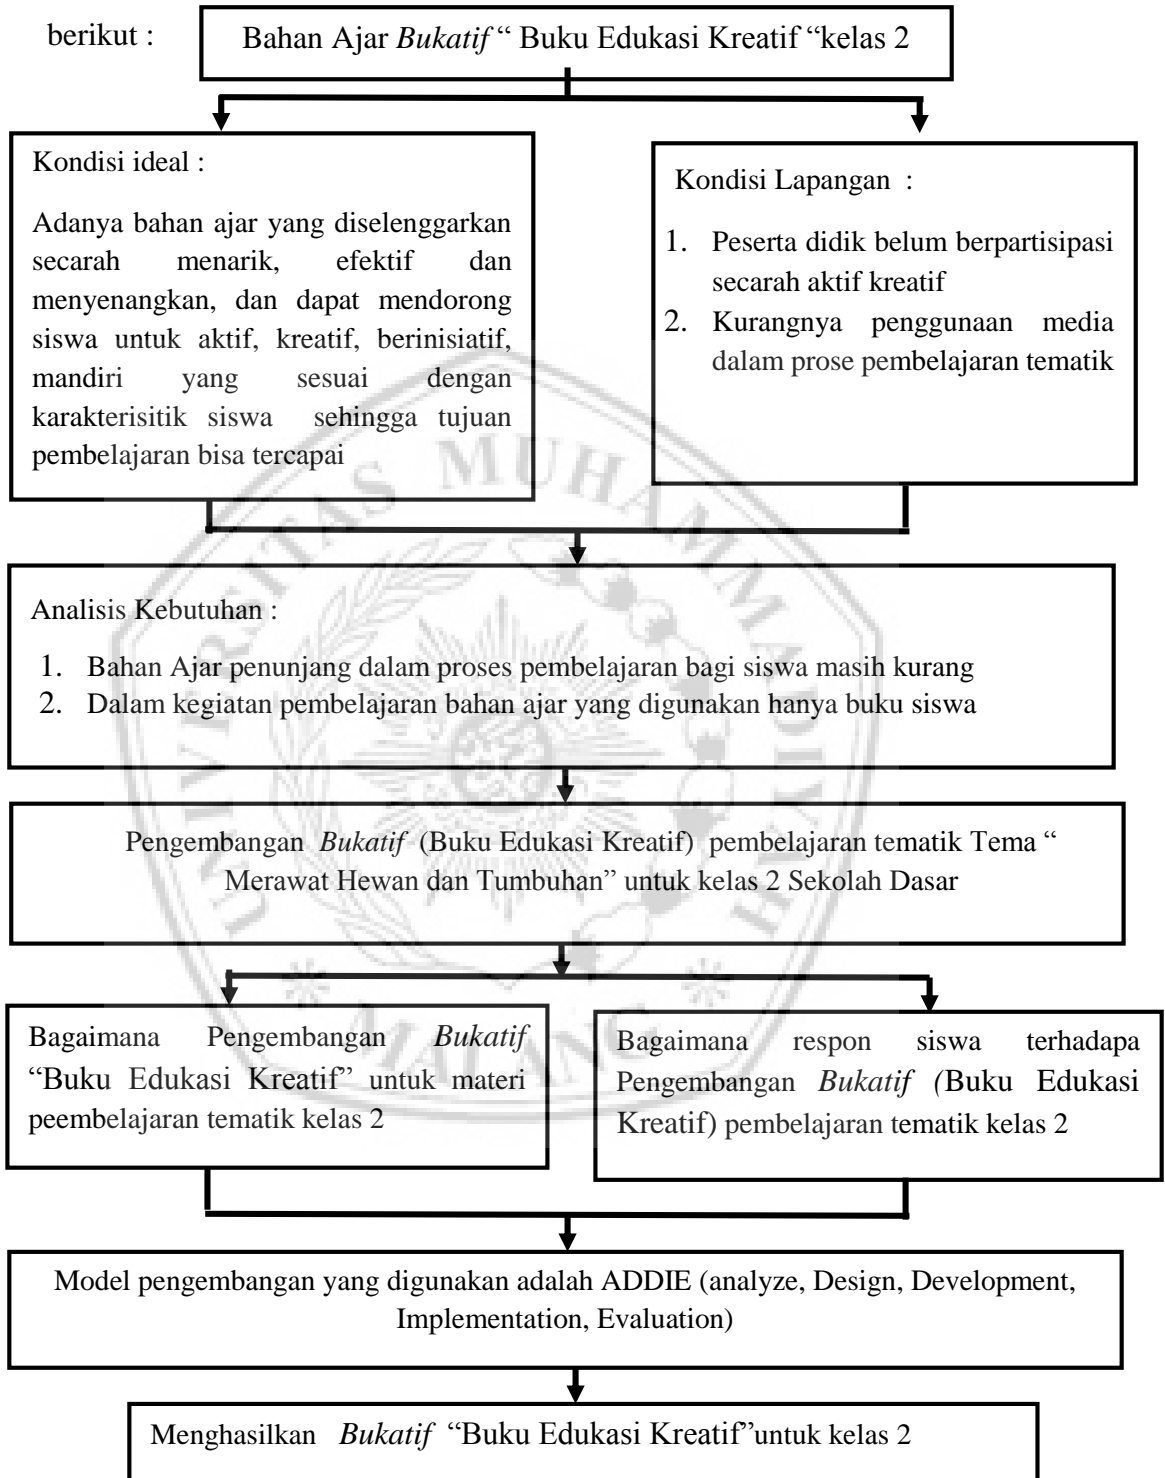 berikut :
Bahan Ajar Bukatif “ Buku Edukasi Kreatif “kelas 2
Kondisi ideal :
Adanya bahan ajar yang diselenggarkan
secarah menarik, efektif dan
menyenangkan, dan dapat mendorong
siswa untuk aktif, kreatif, berinisiatif,
mandiri yang sesuai dengan
karakterisitik siswa sehingga tujuan
pembelajaran bisa tercapai
Kondisi Lapangan :
1. Peserta didik belum berpartisipasi
secarah aktif kreatif
2. Kurangnya penggunaan media
dalam prose pembelajaran tematik
Analisis Kebutuhan :
1. Bahan Ajar penunjang dalam proses pembelajaran bagi siswa masih kurang
2. Dalam kegiatan pembelajaran bahan ajar yang digunakan hanya buku siswa
Pengembangan Bukatif (Buku Edukasi Kreatif) pembelajaran tematik Tema “
Merawat Hewan dan Tumbuhan” untuk kelas 2 Sekolah Dasar
Bagaimana Pengembangan Bukatif
“Buku Edukasi Kreatif” untuk materi
peembelajaran tematik kelas 2
Bagaimana respon siswa terhadapa
Pengembangan Bukatif (Buku Edukasi
Kreatif) pembelajaran tematik kelas 2
Model pengembangan yang digunakan adalah ADDIE (analyze, Design, Development,
Implementation, Evaluation)
Menghasilkan Bukatif “Buku Edukasi Kreatif”untuk kelas 2
UNIVERSITAS MUHAMMADIYAH
* MALANG *